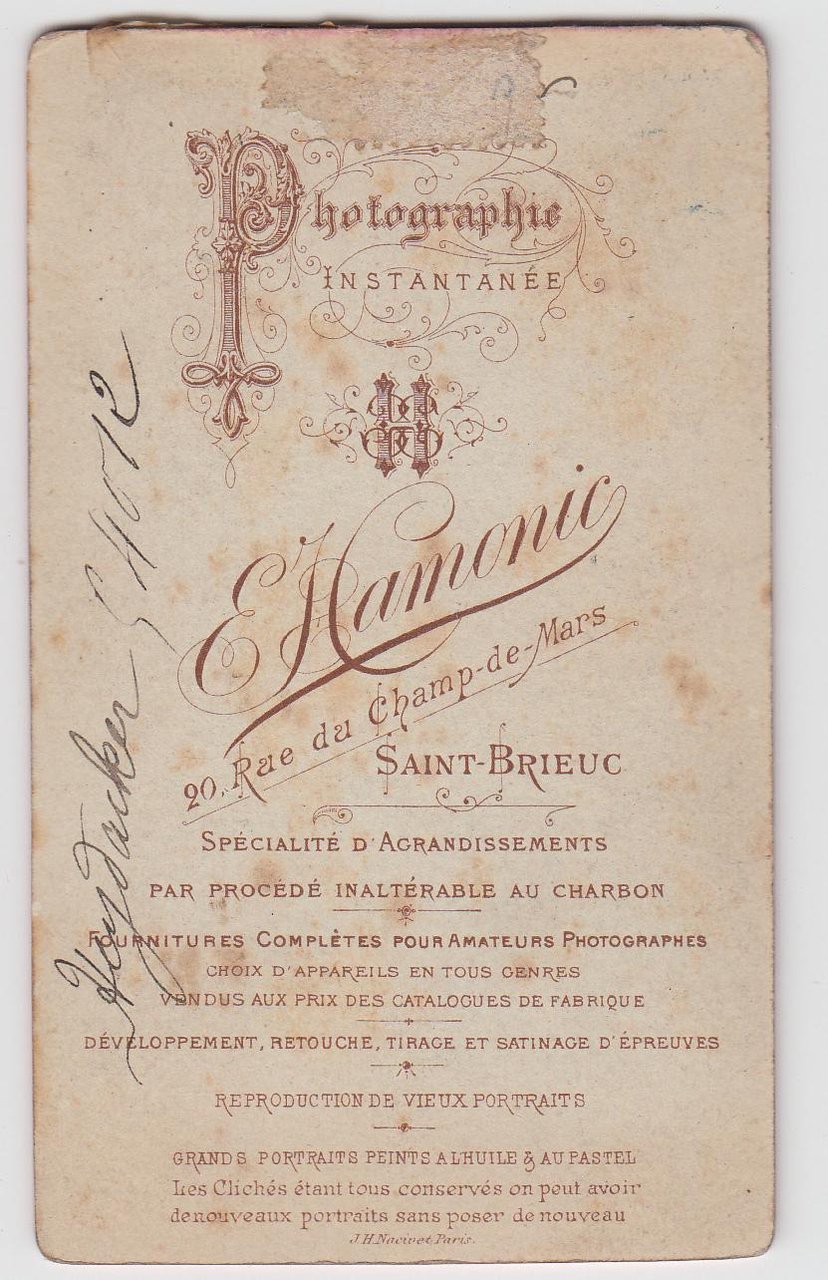 Photographie
INSTANTANÉE
H
E Hamonic
20, Rue du Champ-de-Mars
SAINT-BRIEUC
SPÉCIALITÉ D'AGRANDISSEMENTS
PAR PROCÉDÉ INALTÉRABLE AU CHARBON
FOURNITURES COMPLÈTES POUR AMATEURS PHOTOGRAPHES
CHOIX D'APPAREILS EN TOUS GENRES
VENDUS AUX PRIX DES CATALOGUES DE FABRIQUE
DÉVELOPPEMENT, RETOUCHE, TIRAGE ET SATINAGE D'ÉPREUVES
REPRODUCTION DE VIEUX PORTRAITS
GRANDS PORTRAITS PEINTS A L'HUILE & AU PASTEL
Les Clichés étant tous conservés on peut avoir
de nouveaux portraits sans poser de nouveau
J.H. Nacivet Paris.